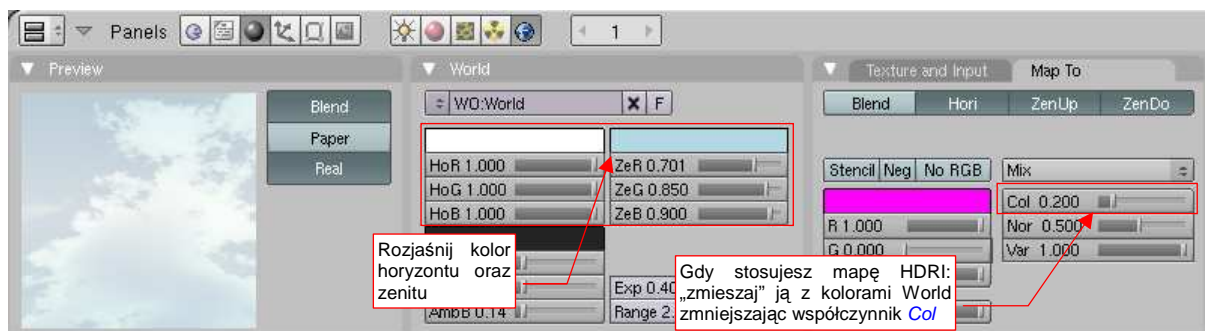 Panels
1
Preview
World
Texture and Input
Map To
Blend
Paper
Real
WO:World
F
HoR 1.000
HoG 1.000
HoB 1.000
ZeR 0.701
ZeG 0.850
ZeB 0.900
AmbB 0.14
Exp 0.40
Range 2.
Blend
Hori
ZenUp
ZenDo
Stencil
Neg
No RGB
Mix
R 1.000
G 0.000
Col 0.200
Nor 0.500
Var 1.000
Rozjaśnij kolor
horyzontu oraz
zenitu
Gdy stosujesz mapę HDRI:
„zmieszaj” ją z kolorami World
zmniejszając współczynnik Col